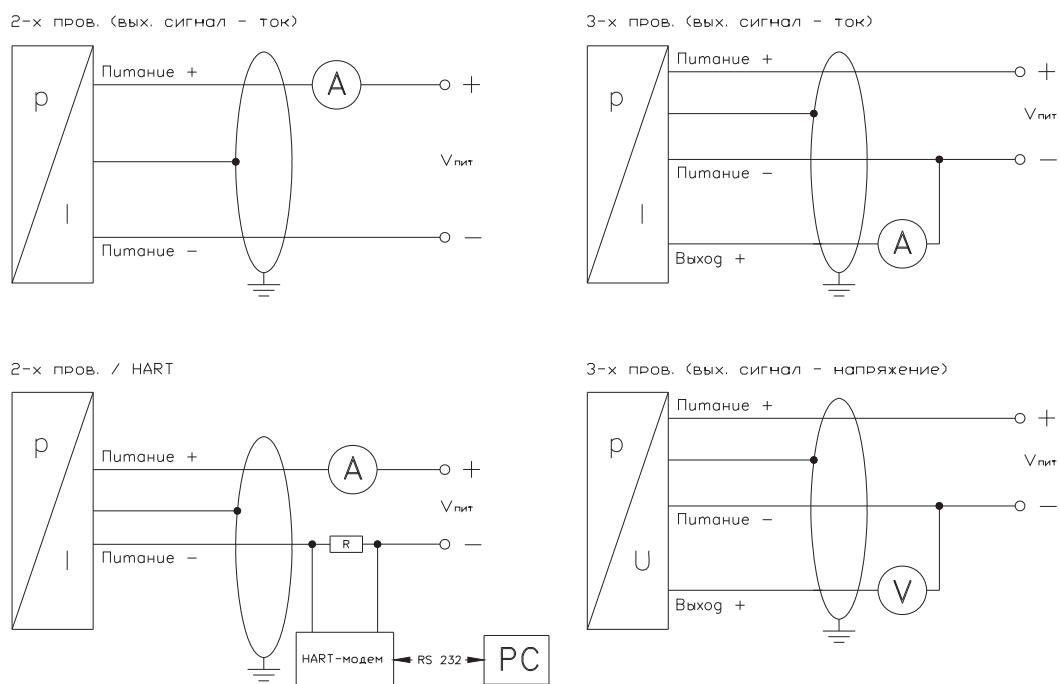 2-х пров. (вых. сигнал - ток)
Питание +
A
+
p
Vпит
I
Питание -
-
3-х пров. (вых. сигнал - ток)
Питание +
+
p
Vпит
-
Питание -
I
A
Выход +
2-х пров. / HART
p
Питание +
A
+
Vпит
R
-
I
Питание -
HART-модем
RS 232
PC
3-х пров. (вых. сигнал - напряжение)
Питание +
+
p
Vпит
-
Питание -
U
V
Выход +